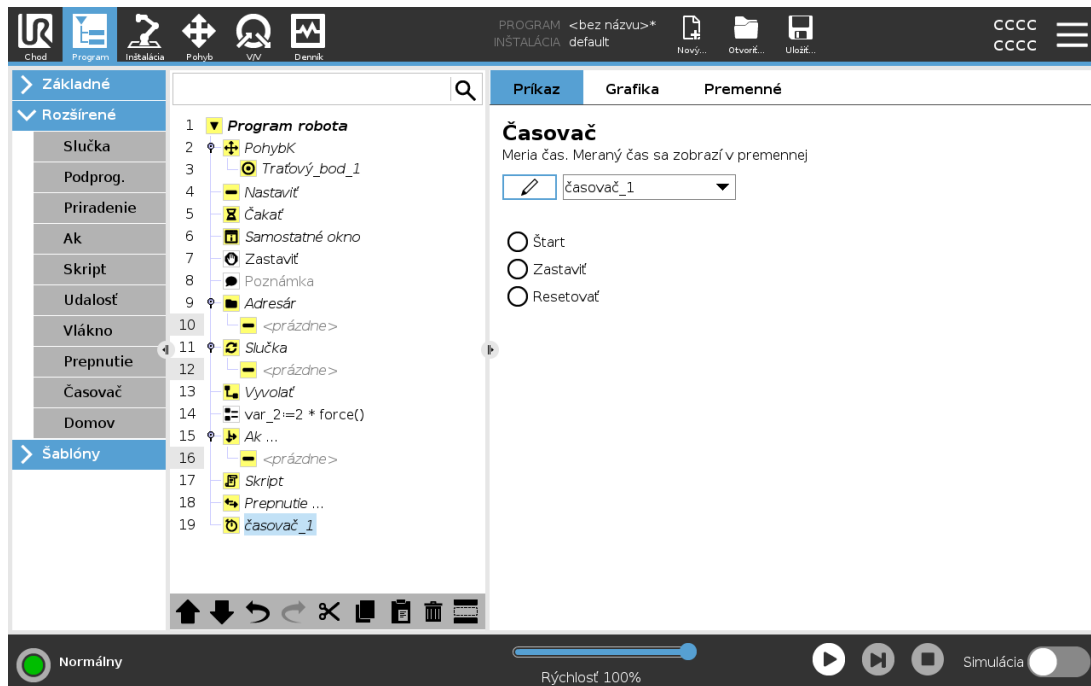 PROGRAM <bez názvu>*
INŠTALÁCIA default
Chod
Program
Inštalácia
Pohyb
V/V
Denník
Nový...
Otvoriť...
Uložiť...
CCCC
CCCC
Základné
Rozšírené
Slučka
Podprog.
Priradenie
Ak
Skript
Udalosť
Vlákno
Prepnutie
Časovač
Domov
Šablóny
1 Program robota
2 PohybK
3 Traťový_bod_1
4 Nastaviť
5 Čakať
6 Samostatné okno
7 Zastaviť
8 Poznámka
9 Adresár
10 <prázdne>
11 Slučka
12 <prázdne>
13 Vyvolať
14 var_2:=2 * force()
15 Ak ...
16 <prázdne>
17 Skript
18 Prepnutie ...
19 časovač_1
Príkaz Grafika Premenné
Časovač
Meria čas. Meraný čas sa zobrazí v premennej
časovač_1
Štart
Zastaviť
Resetovať
Normálny
Rýchlosť 100%
Simulácia